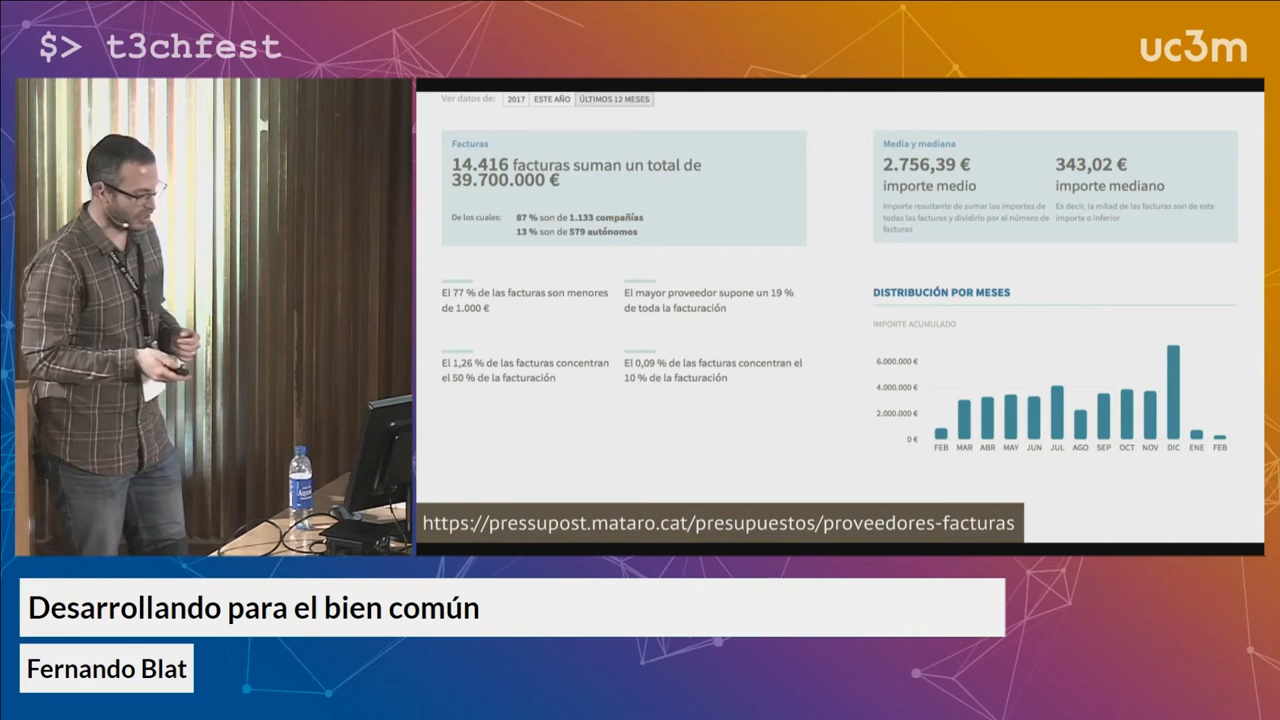 $> t3chfest
uc3m
Ver datos de: 2017 ESTE AÑO ÚLTIMOS 12 MESES
Facturas
14.416 facturas suman un total de
39.700.000 €
De los cuales: 87 % son de 1.133 compañías
13 % son de 579 autónomos
Media y mediana
2.756,39 €
importe medio
Importe resultante de sumar los importes de
todas las facturas y dividirlo por el número de
facturas
343,02 €
importe mediano
Es decir, la mitad de las facturas son de este
importe o inferior
El 77 % de las facturas son menores
de 1.000 €
El mayor proveedor supone un 19 %
de toda la facturación
El 1,26 % de las facturas concentran
el 50 % de la facturación
El 0,09 % de las facturas concentran el
10 % de la facturación
DISTRIBUCIÓN POR MESES
IMPORTE ACUMULADO
6.000.000 €
4.000.000 €
2.000.000 €
0 €
FEB MAR ABR MAY JUN JUL AGO SEP OCT NOV DIC ENE FEB
https://pressupost.mataro.cat/presupuestos/proveedores-facturas
Desarrollando para el bien común
Fernando Blat